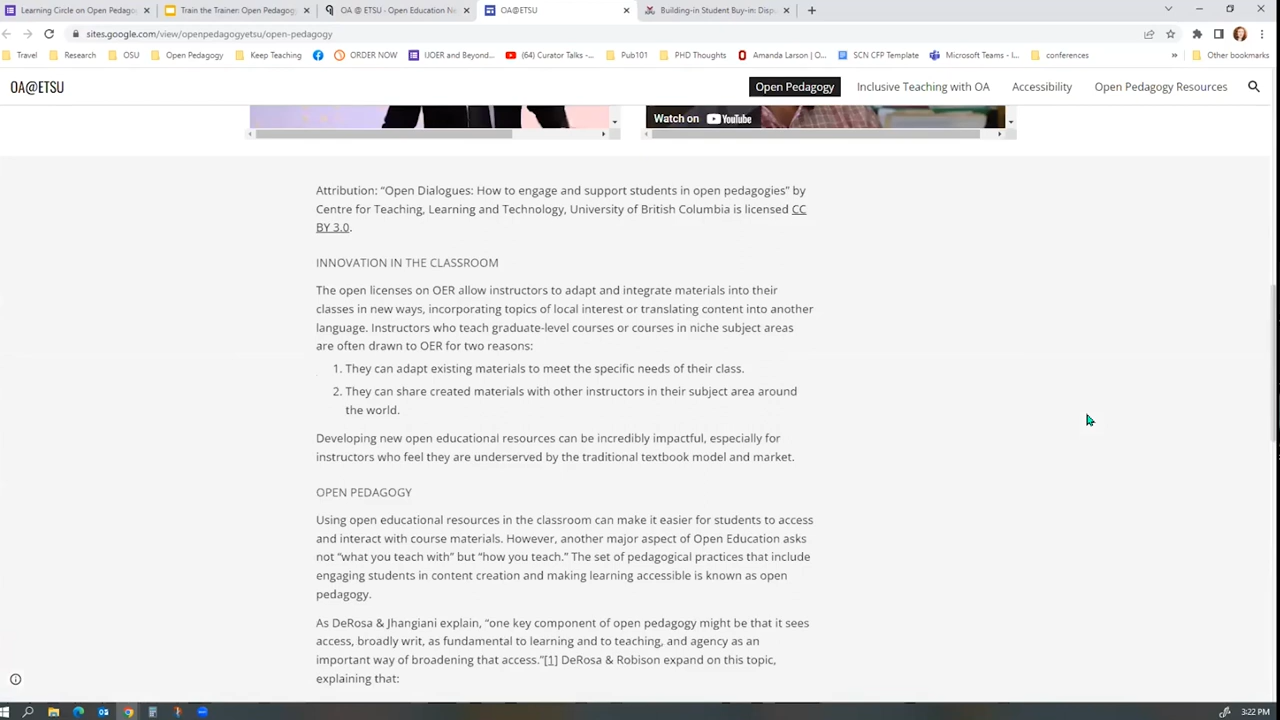 Learning Circle on Open Pedagog
Train the Trainer: Open Pedagogy
OA @ ETSU - Open Education Ne
OA@ETSU
Building-in Student Buy-in: Disp
sites.google.com/view/openpedagogyetsu/open-pedagogy
Travel
Research
OSU
Open Pedagogy
Keep Teaching
ORDER NOW
IJOER and Beyond...
(64) Curator Talks -...
Pub101
PHD Thoughts
Amanda Larson | O...
SCN CFP Template
Microsoft Teams - i...
conferences
»
Other bookmarks
OA@ETSU
Open Pedagogy
Inclusive Teaching with OA
Accessibility
Open Pedagogy Resources
Watch on YouTube
Attribution: “Open Dialogues: How to engage and support students in open pedagogies” by
Centre for Teaching, Learning and Technology, University of British Columbia is licensed CC
BY 3.0.
INNOVATION IN THE CLASSROOM
The open licenses on OER allow instructors to adapt and integrate materials into their
classes in new ways, incorporating topics of local interest or translating content into another
language. Instructors who teach graduate-level courses or courses in niche subject areas
are often drawn to OER for two reasons:
1. They can adapt existing materials to meet the specific needs of their class.
2. They can share created materials with other instructors in their subject area around
the world.
Developing new open educational resources can be incredibly impactful, especially for
instructors who feel they are underserved by the traditional textbook model and market.
OPEN PEDAGOGY
Using open educational resources in the classroom can make it easier for students to access
and interact with course materials. However, another major aspect of Open Education asks
not “what you teach with” but “how you teach.” The set of pedagogical practices that include
engaging students in content creation and making learning accessible is known as open
pedagogy.
As DeRosa & Jhangiani explain, “one key component of open pedagogy might be that it sees
access, broadly writ, as fundamental to learning and to teaching, and agency as an
important way of broadening that access.”[1] DeRosa & Robison expand on this topic,
explaining that:
3:22 PM